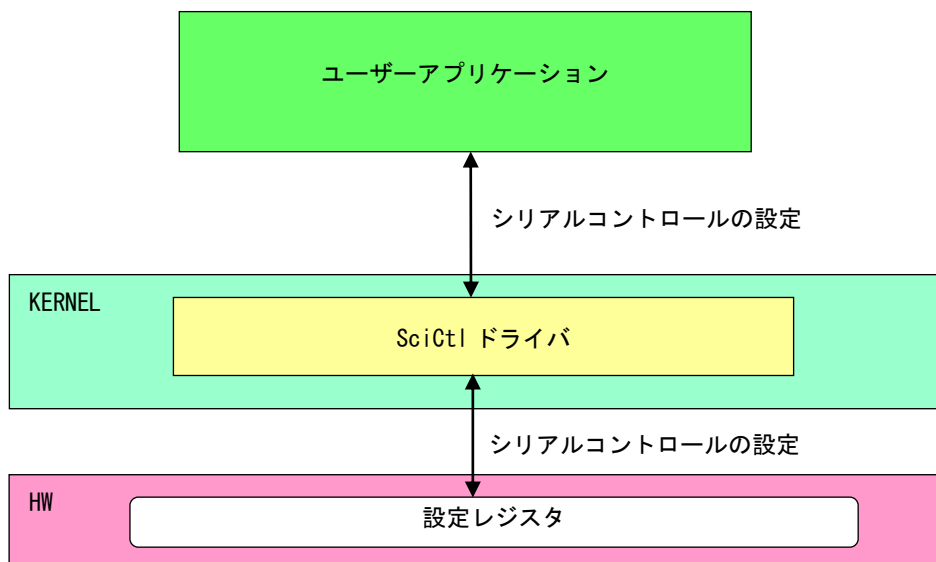 ユーザーアプリケーション
シリアルコントロールの設定
KERNEL
SciCtl ドライバ
シリアルコントロールの設定
HW
設定レジスタ